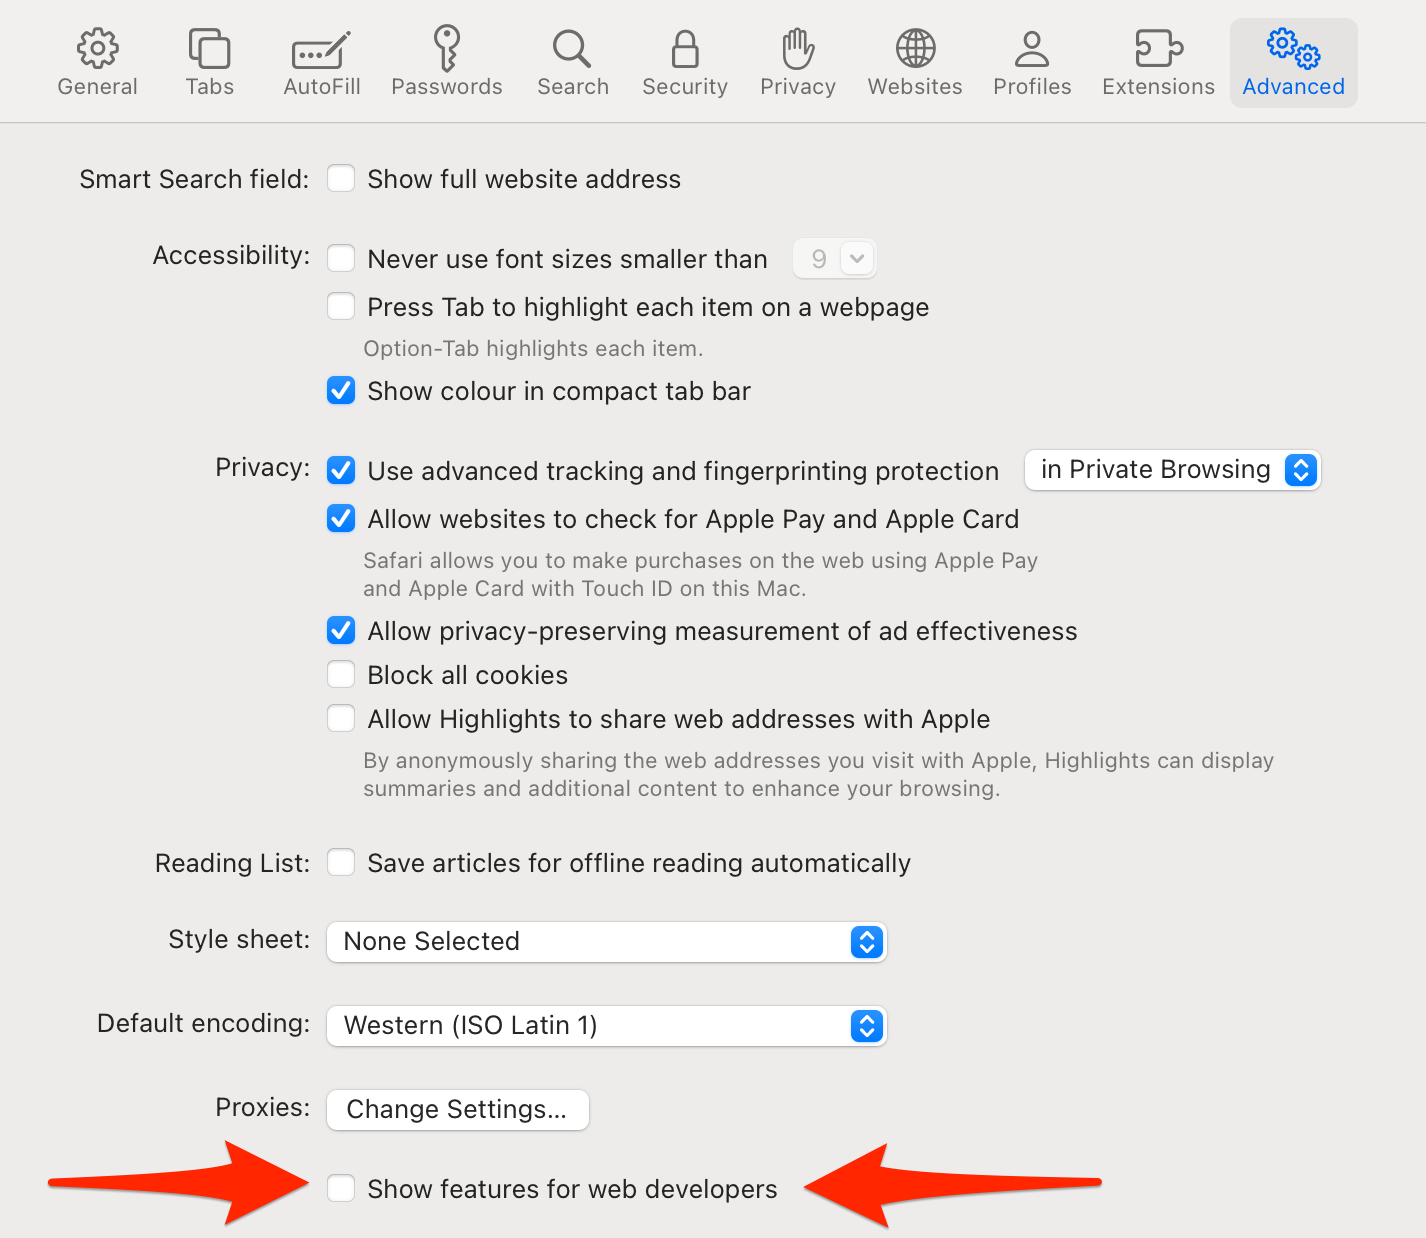 General Tabs AutoFill Passwords Search Security Privacy Websites Profiles Extensions Advanced
Smart Search field: Show full website address
Accessibility: Never use font sizes smaller than 9
Press Tab to highlight each item on a webpage
Option-Tab highlights each item.
Show colour in compact tab bar
Privacy: Use advanced tracking and fingerprinting protection in Private Browsing
Allow websites to check for Apple Pay and Apple Card
Safari allows you to make purchases on the web using Apple Pay
and Apple Card with Touch ID on this Mac.
Allow privacy-preserving measurement of ad effectiveness
Block all cookies
Allow Highlights to share web addresses with Apple
By anonymously sharing the web addresses you visit with Apple, Highlights can display
summaries and additional content to enhance your browsing.
Reading List: Save articles for offline reading automatically
Style sheet: None Selected
Default encoding: Western (ISO Latin 1)
Proxies: Change Settings...
Show features for web developers